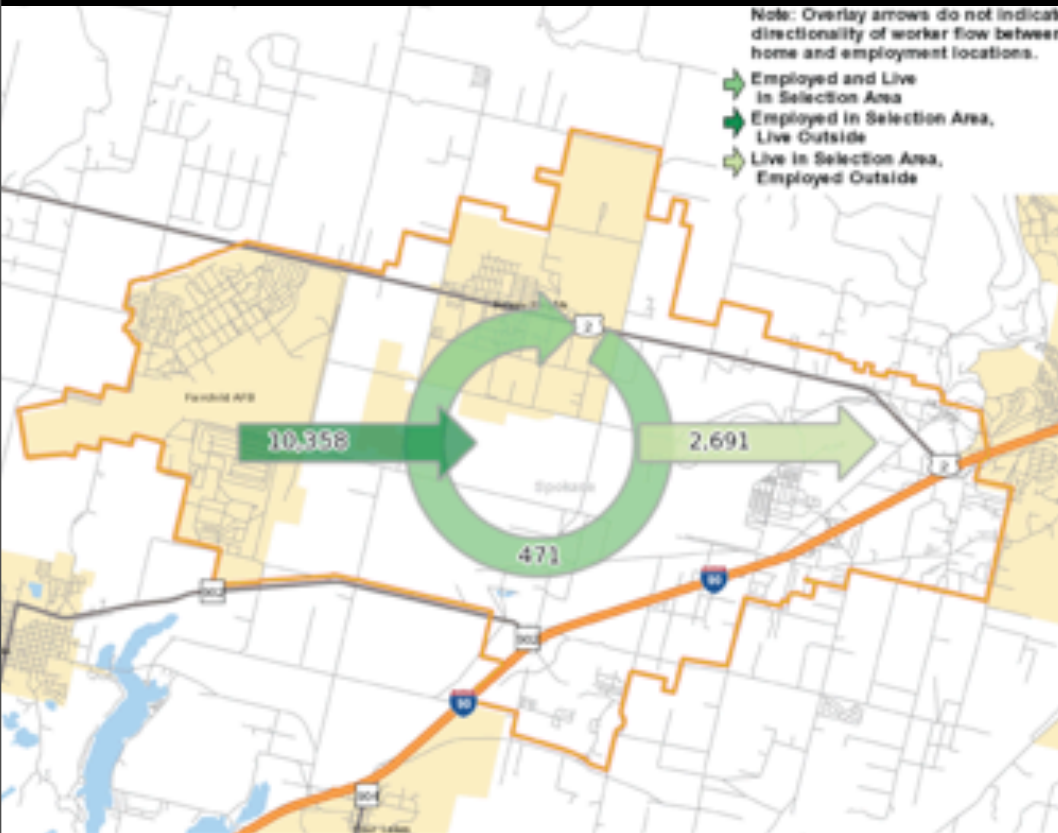 Note: Overlay arrows do not indicat
directionality of worker flow between
home and employment locations.
Employed and Live
in Selection Area
Employed in Selection Area,
Live Outside
Live in Selection Area,
Employed Outside
2
Fairchild AFB
10,358
2,691
2
Spokane
471
90
902
902
90
904